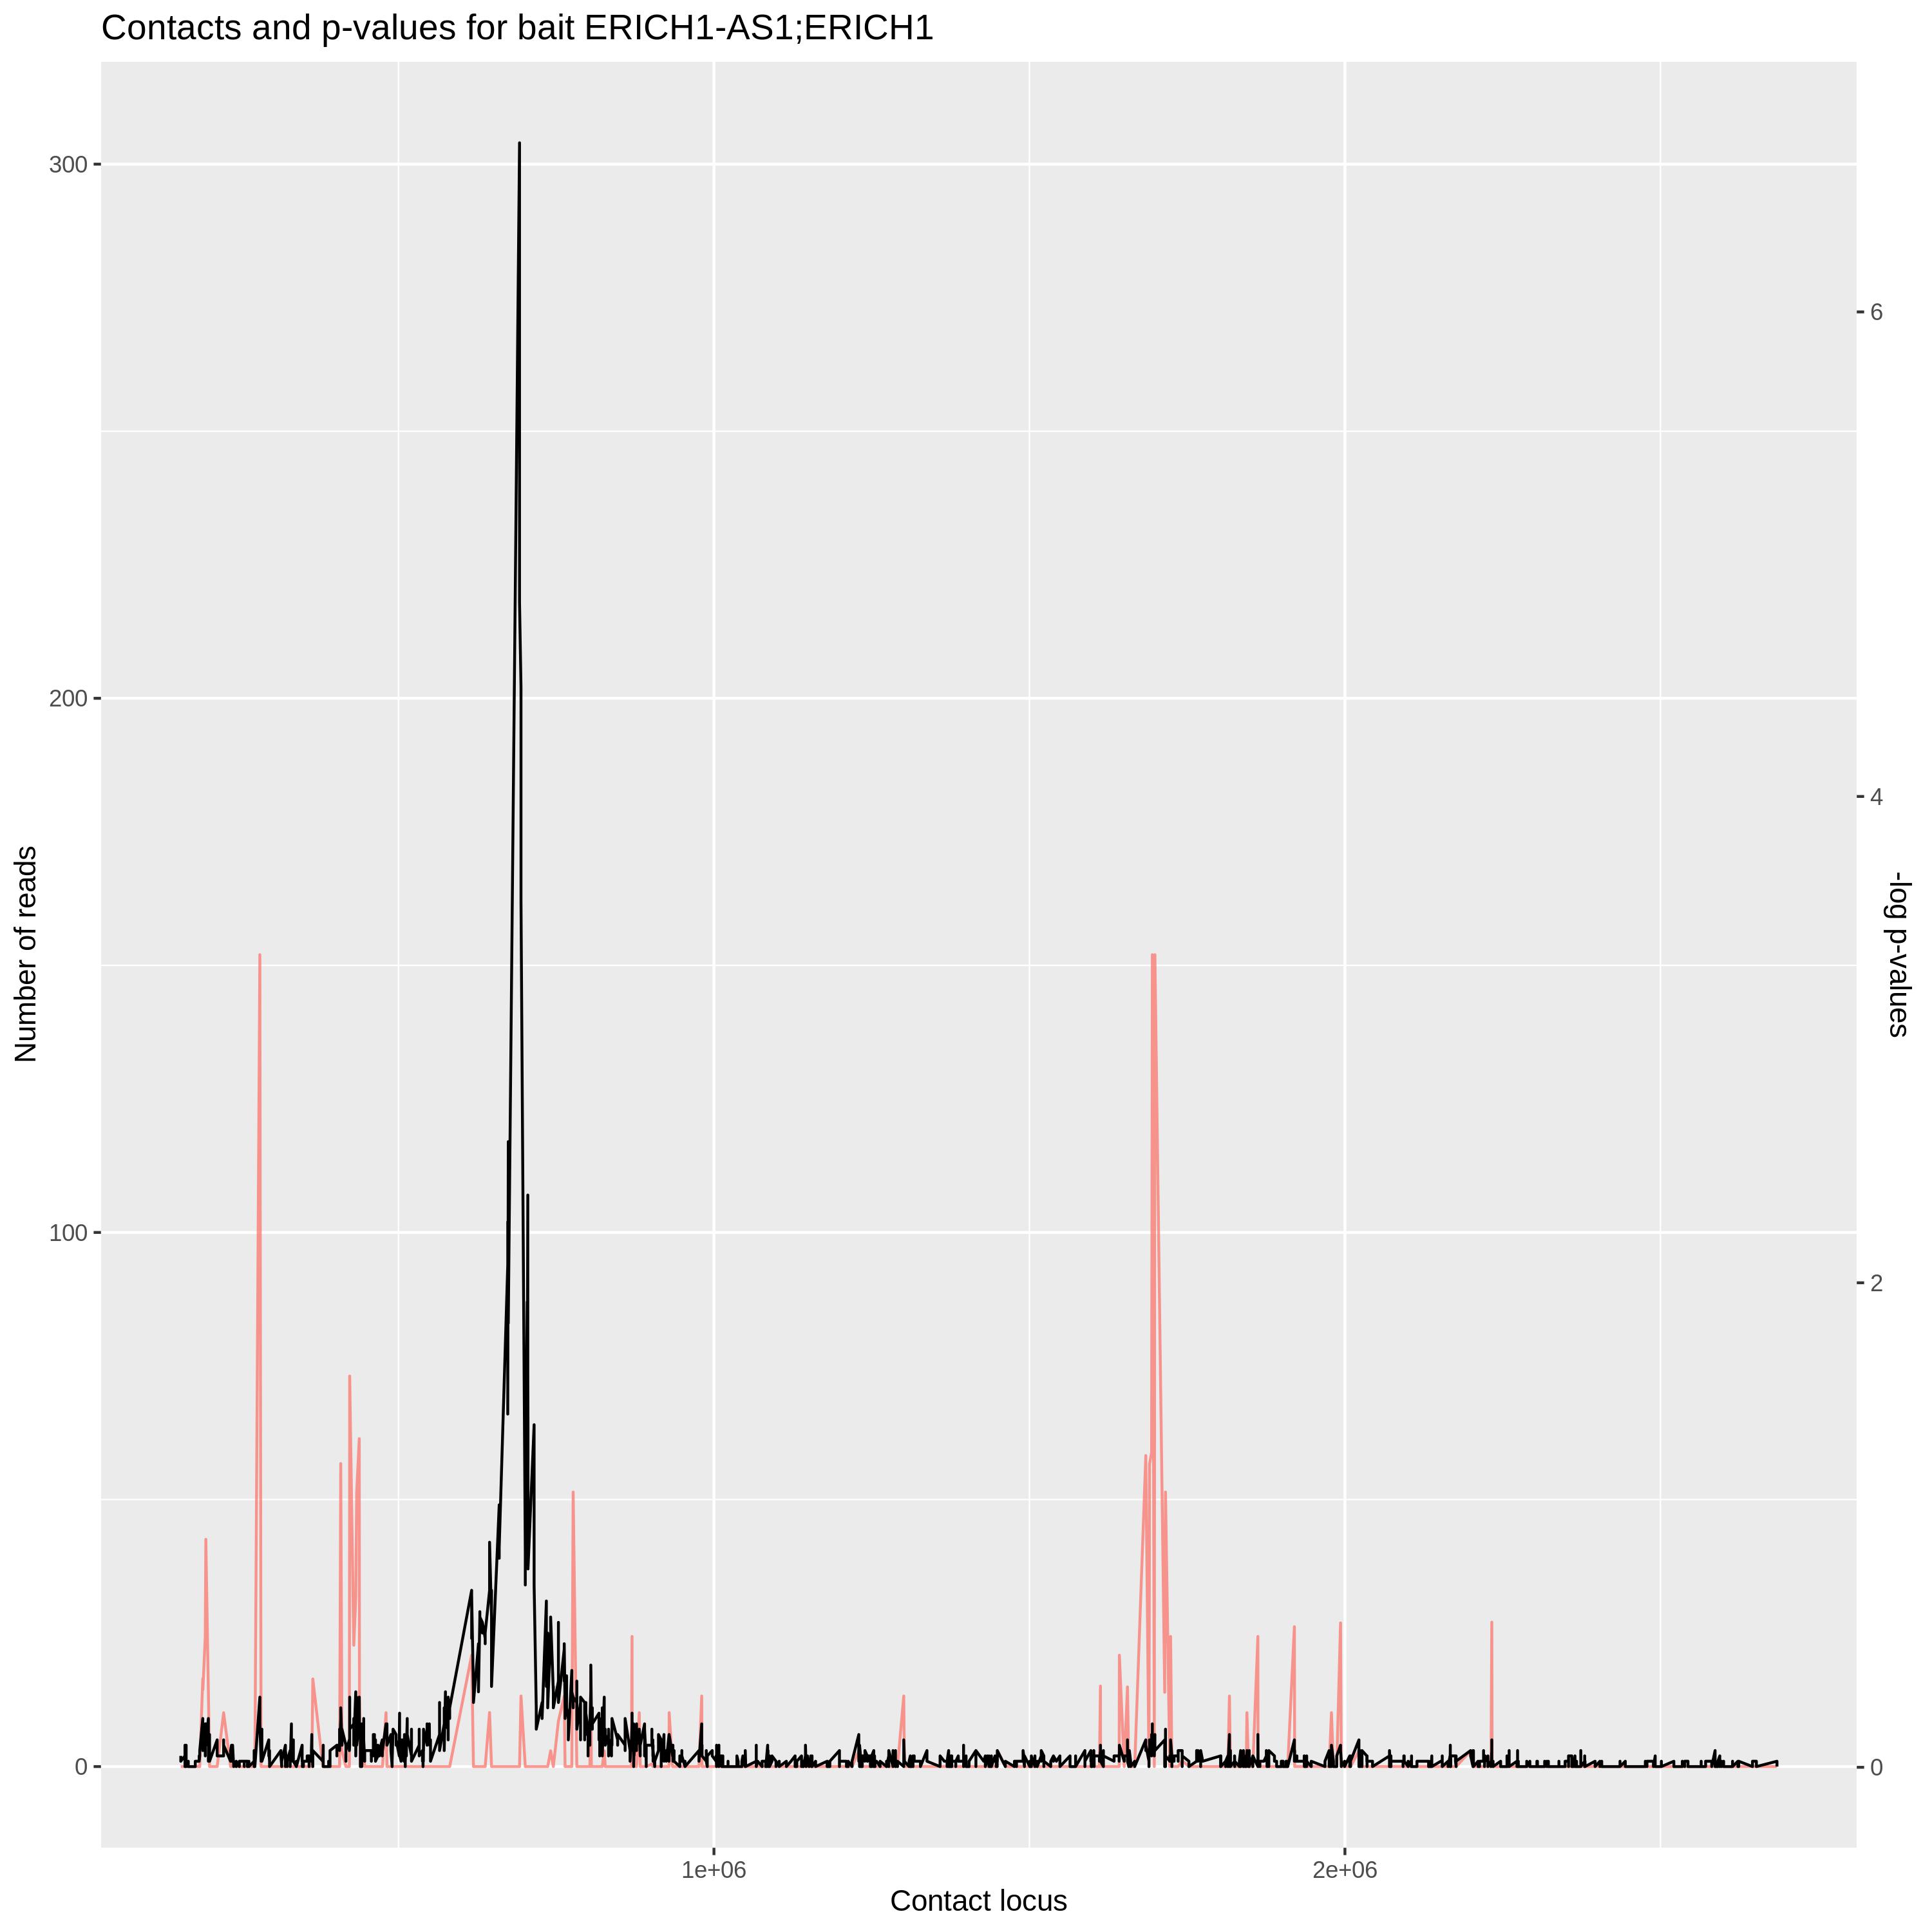 Contacts and p-values for bait ERICH1-AS1;ERICH1
300
200
100
0
Number of reads
6
4
2
0
-log p-values
1e+06
2e+06
Contact locus